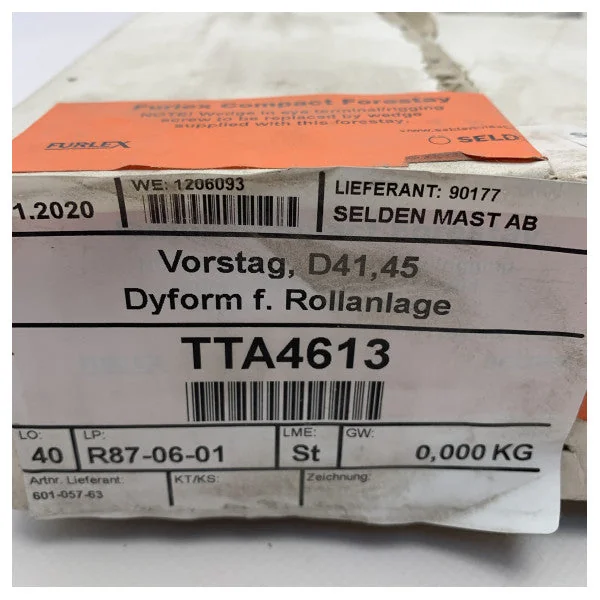 Furlex Compact Forestay
NOTE! Wedge in eye terminal/rigging
screw to be replaced by wedge
supplied with this forestay.
FURLEX
SELD
1.2020
WE: 1206093
LIEFERANT: 90177
SELDEN MAST AB
Vorstag, D41,45
Dyform f. Rollanlage
TTA4613
LO:
40
LP:
R87-06-01
LME:
St
GW:
0,000 KG
Artnr. Lieferant:
601-057-63
KT/KS:
Zeichnung: